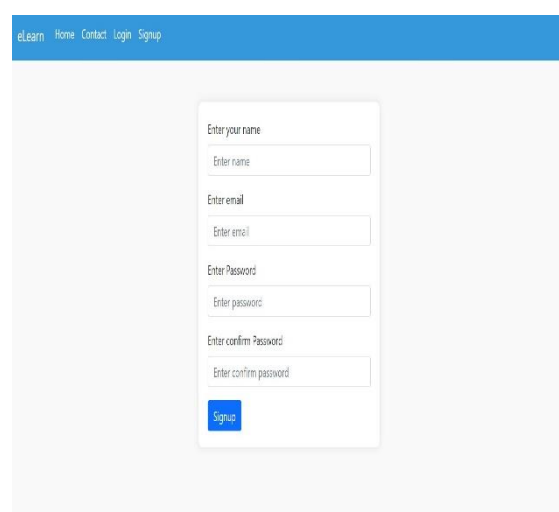 eLearn Home Contact Login Signup
Enter your name
Enter name
Enter email
Enter email
Enter Password
Enter password
Enter confirm Password
Enter confirm password
Signup